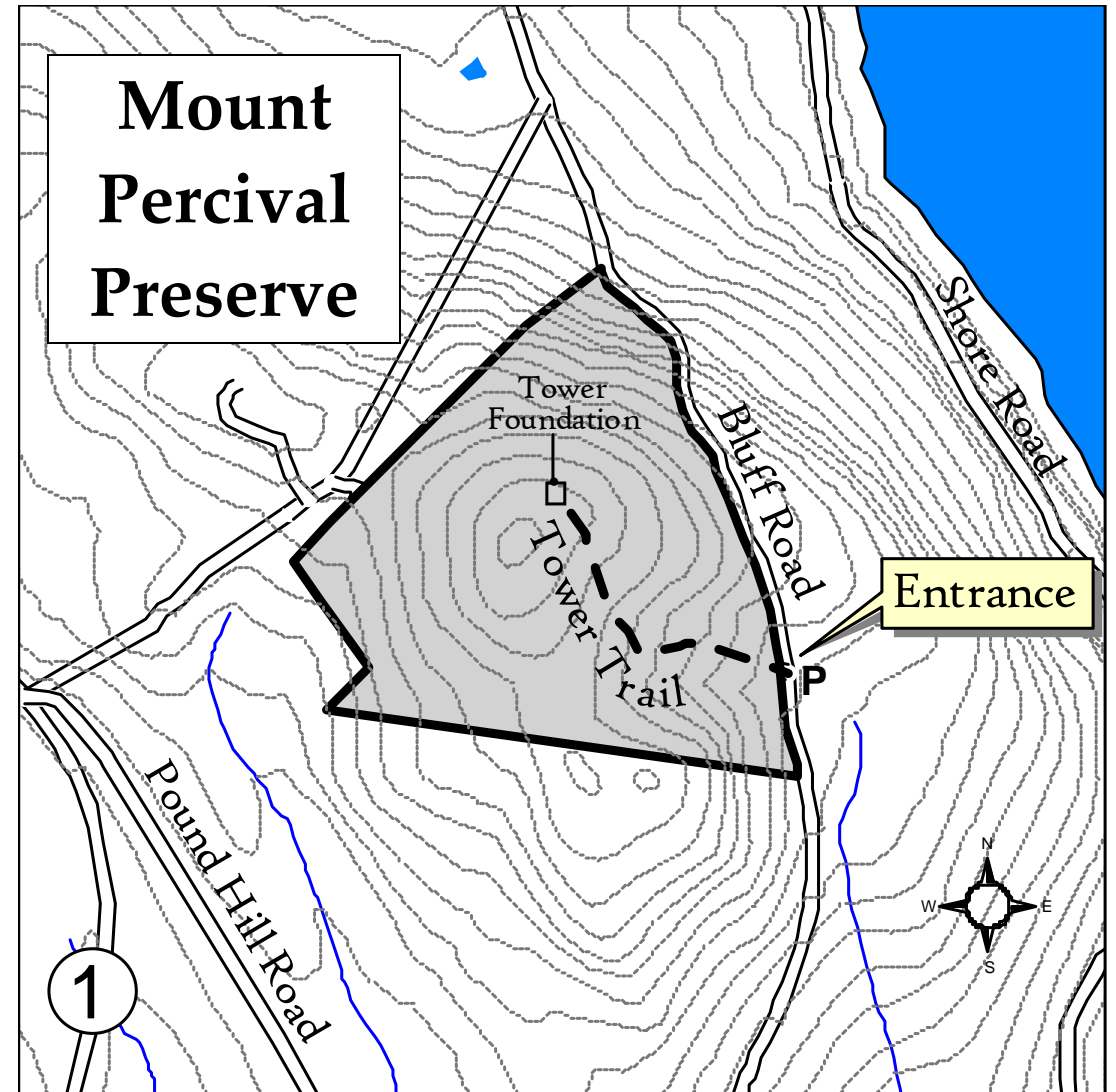 Mount
Percival
Preserve
Shore Road
Tower
Foundation
Bluff Road
Tower
Trail
Entrance
P
Pound Hill Road
N
W
E
S
1